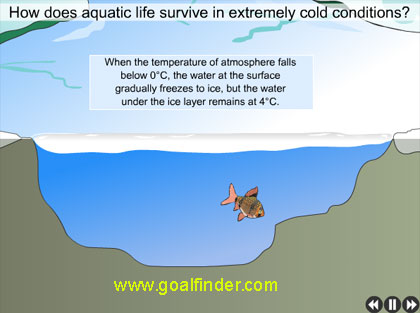 How does aquatic life survive in extremely cold conditions?
When the temperature of atmosphere falls
below 0°C, the water at the surface
gradually freezes to ice, but the water
under the ice layer remains at 4°C.
www.goalfinder.com